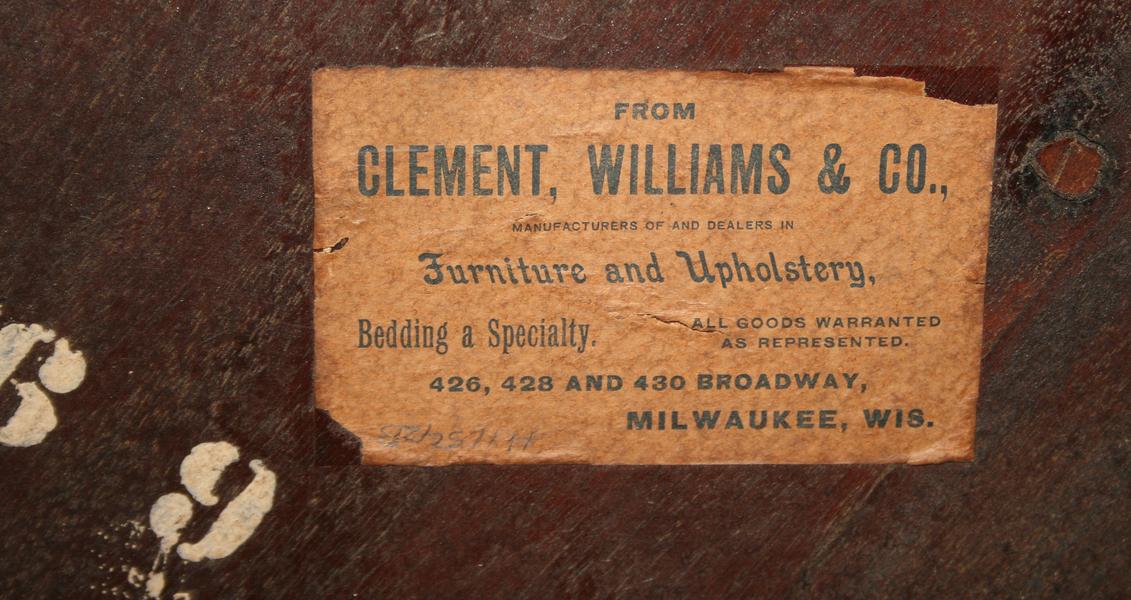 FROM
CLEMENT, WILLIAMS & CO.,
MANUFACTURERS OF AND DEALERS IN
Furniture and Upholstery,
Bedding a Specialty.
ALL GOODS WARRANTED
AS REPRESENTED.
426, 428 AND 430 BROADWAY,
MILWAUKEE, WIS.